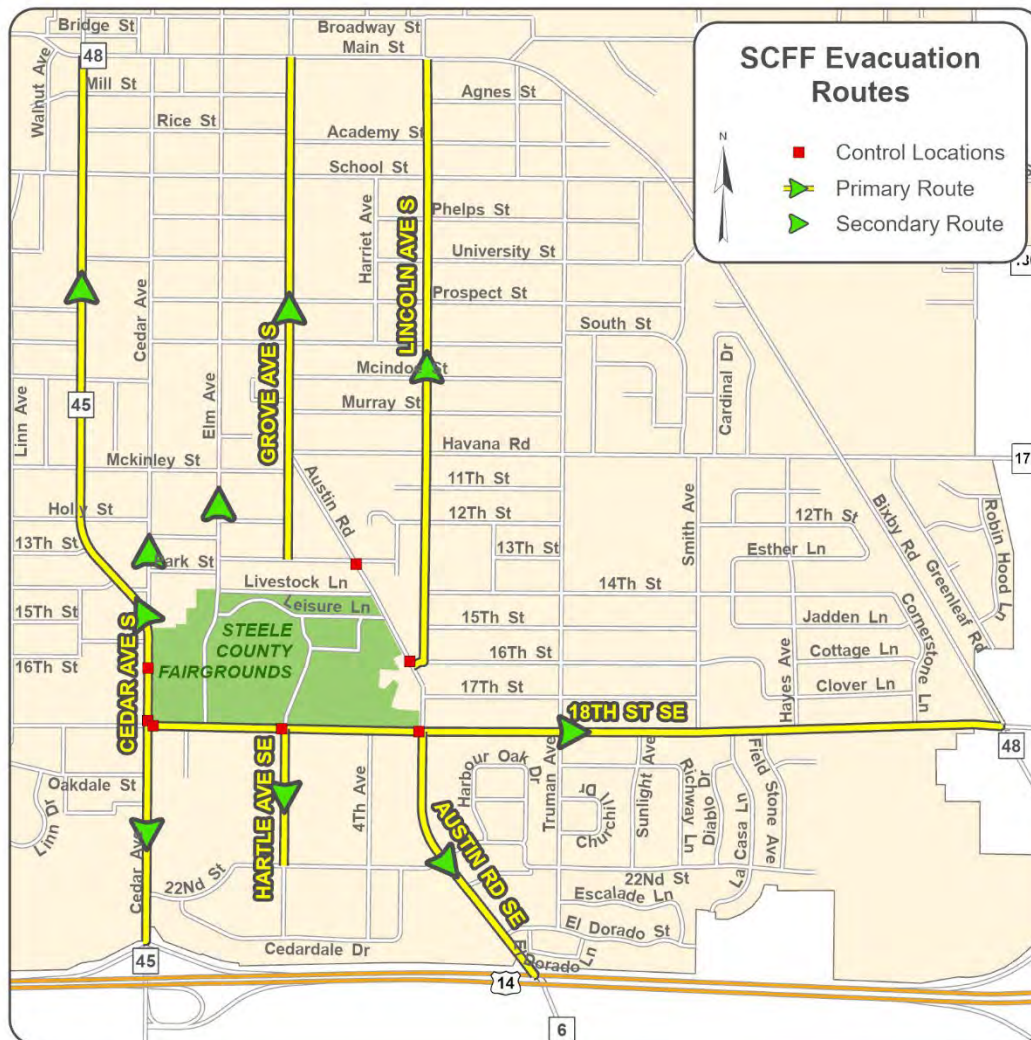 Bridge St
Broadway St
Main St
48
Walnut Ave
Mill St
Agnes St
Rice St
Academy St
School St
SCFF Evacuation
Routes
N
Control Locations
Primary Route
Secondary Route
Harriet Ave
Phelps St
University St
Prospect St
South St
Cedar Ave
GROVE AVE S
LINCOLN AVE S
Cardinal Dr
Mcindoe St
Murray St
Linn Ave
45
Elm Ave
Havana Rd
17
Mckinley St
11Th St
Austin Rd
12Th St
Holly St
13Th St
13Th St
Smith Ave
12Th St
Bixby Rd
Robin Hood Ln
Greenleaf Rd
Esther Ln
Park St
Livestock Ln
14Th St
Leisure Ln
15Th St
15Th St
Jadden Ln
Cornerstone Ln
STEELE
COUNTY
FAIRGROUNDS
16Th St
16Th St
Cottage Ln
Hayes Ave
17Th St
Clover Ln
CEDAR AVE S
18TH ST SE
48
Oakdale St
Linn Dr
HARTLE AVE SE
4Th Ave
Harbour Oak Dr
Truman Ave
Churchill Dr
Sunlight Ave
Richway Ln
Diablo Dr
La Casa Ln
Field Stone Ave
Cedar Ave
22Nd St
AUSTIN RD SE
22Nd St
Escalade Ln
El Dorado St
ElDorado Ln
Cedardale Dr
45
14
6